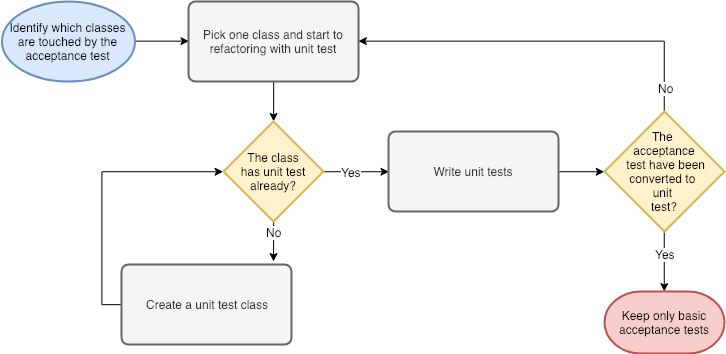 Identify which classes
are touched by the
acceptance test
Pick one class and start to
refactoring with unit test
No
The class
has unit test
already?
Yes
Write unit tests
The
acceptance
test have been
converted to
unit
test?
No
Yes
Create a unit test class
Keep only basic
acceptance tests